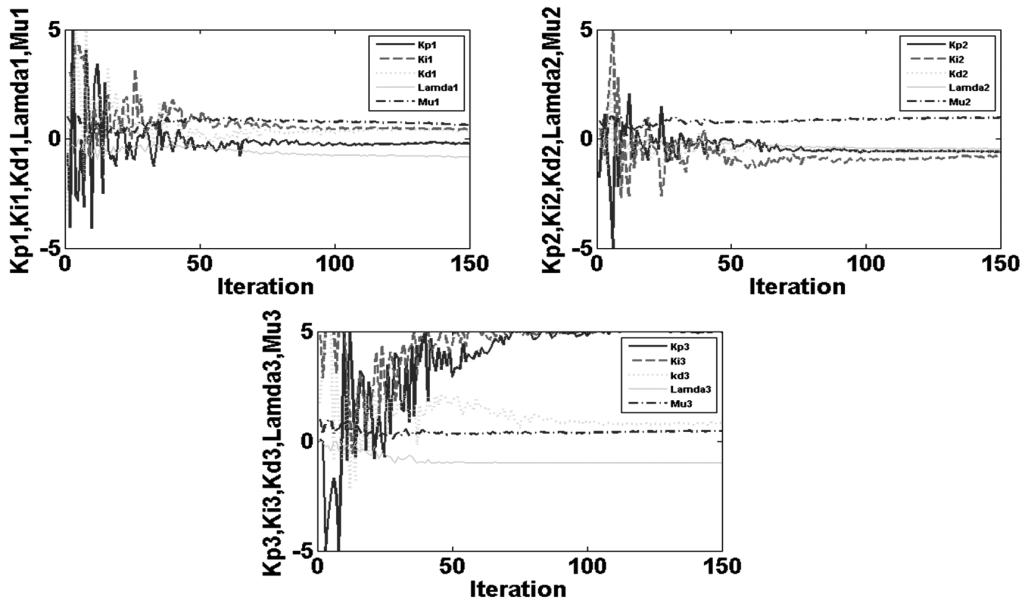 Kp1,Ki1,Kd1,Lamda1,Mu1
5
0
-5
Kp1
Ki1
Kd1
Lamda1
Mu1
0
50
100
150
Iteration
Kp2,Ki2,Kd2,Lamda2,Mu2
5
0
-5
Kp2
Ki2
Kd2
Lamda2
Mu2
0
50
100
150
Iteration
Kp3,Ki3,Kd3,Lamda3,Mu3
5
0
-5
Kp3
Ki3
kd3
Lamda3
Mu3
0
50
100
150
Iteration